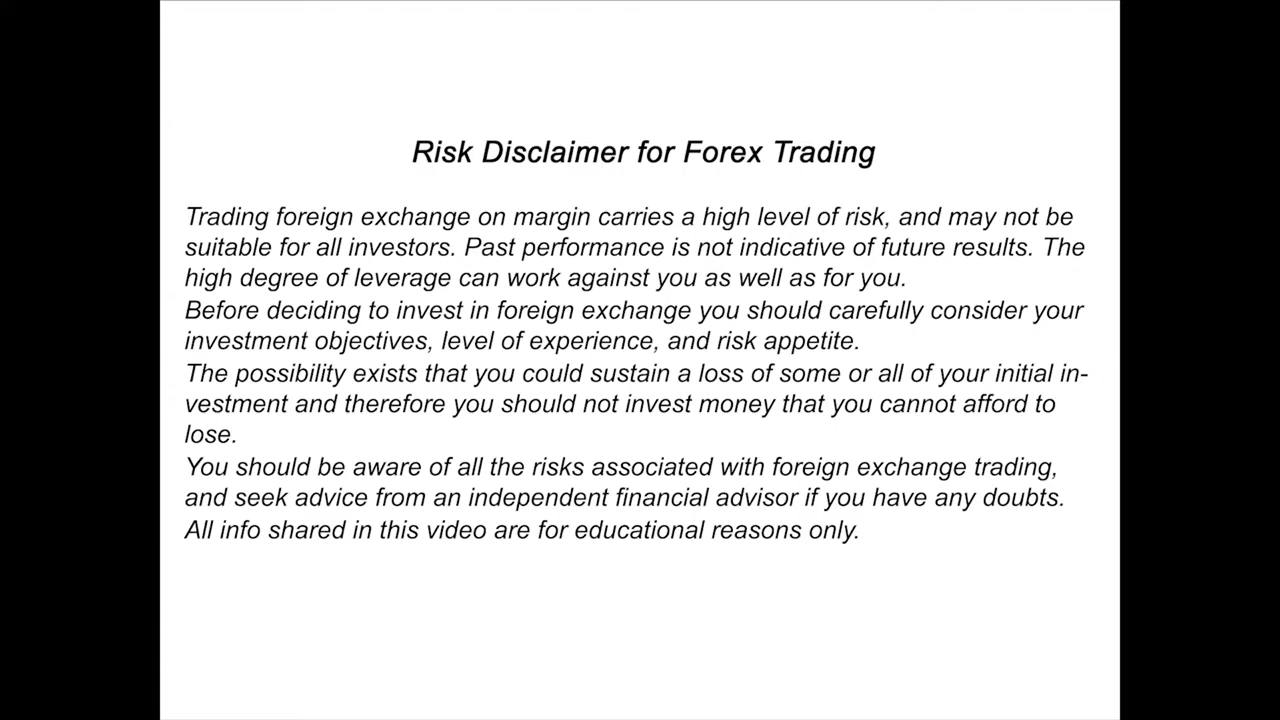 Risk Disclaimer for Forex Trading
Trading foreign exchange on margin carries a high level of risk, and may not be
suitable for all investors. Past performance is not indicative of future results. The
high degree of leverage can work against you as well as for you.
Before deciding to invest in foreign exchange you should carefully consider your
investment objectives, level of experience, and risk appetite.
The possibility exists that you could sustain a loss of some or all of your initial in-
vestment and therefore you should not invest money that you cannot afford to
lose.
You should be aware of all the risks associated with foreign exchange trading,
and seek advice from an independent financial advisor if you have any doubts.
All info shared in this video are for educational reasons only.